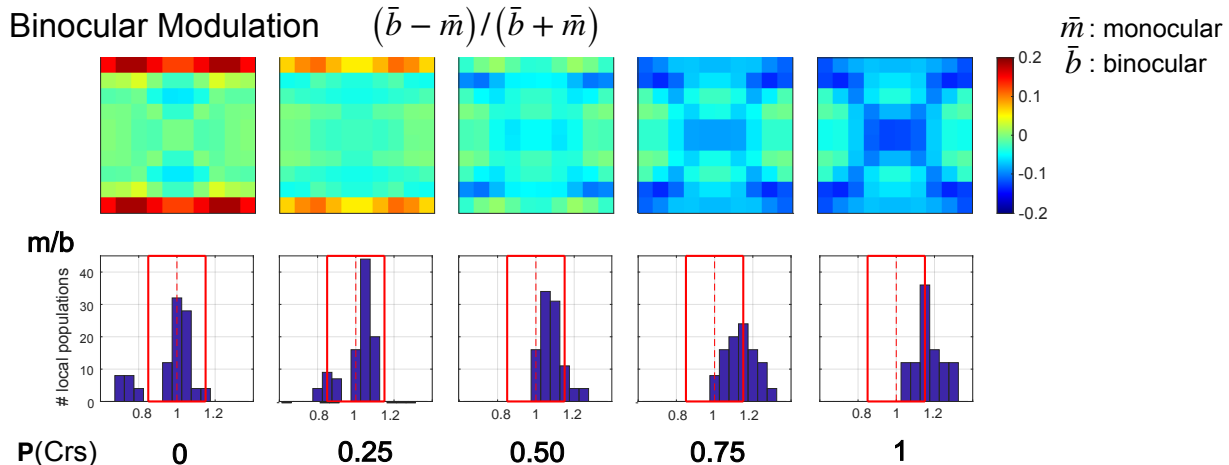 Binocular Modulation (b̄ − m̄)/(b̄ + m̄)
m̄ : monocular
b̄ : binocular
0.2
0.1
0
-0.1
-0.2
m/b
# local populations
40
30
20
10
0
0.8 1 1.2
0.8 1 1.2
0.8 1 1.2
0.8 1 1.2
0.8 1 1.2
P(Crs) 0 0.25 0.50 0.75 1